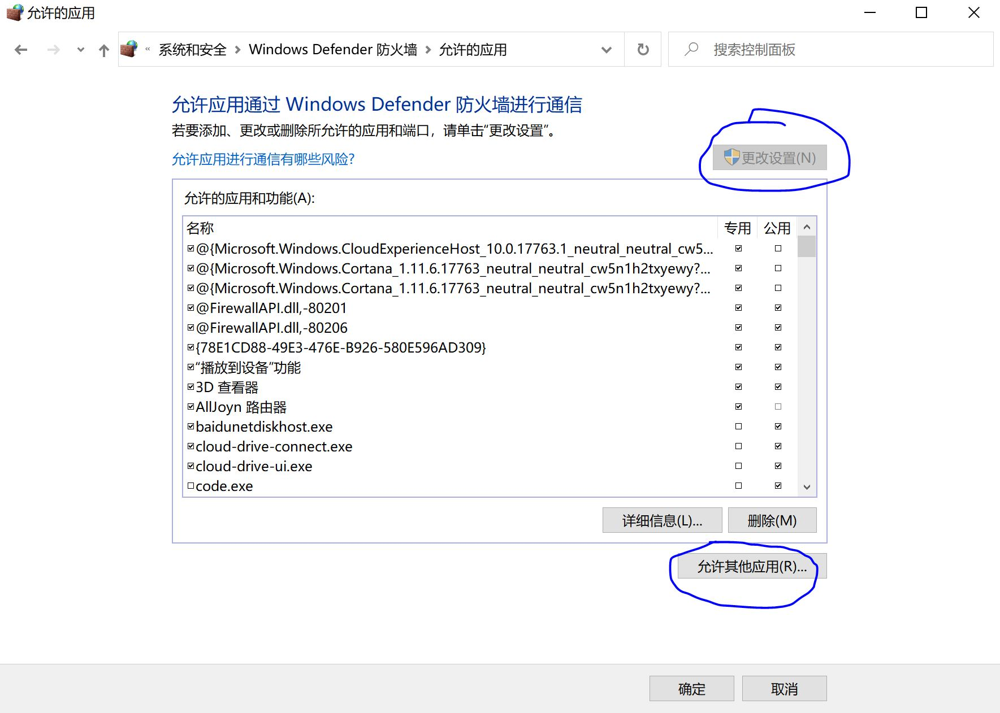 允许的应用
« 系统和安全 > Windows Defender 防火墙 > 允许的应用
搜索控制面板
允许应用通过 Windows Defender 防火墙进行通信
若要添加、更改或删除所允许的应用和端口，请单击“更改设置”。
允许应用进行通信有哪些风险?
更改设置(N)
允许的应用和功能(A):
名称 专用 公用
@{Microsoft.Windows.CloudExperienceHost_10.0.17763.1_neutral_neutral_cw5...
@{Microsoft.Windows.Cortana_1.11.6.17763_neutral_neutral_cw5n1h2txyewy?...
@{Microsoft.Windows.Cortana_1.11.6.17763_neutral_neutral_cw5n1h2txyewy?...
@FirewallAPI.dll,-80201
@FirewallAPI.dll,-80206
{78E1CD88-49E3-476E-B926-580E596AD309}
“播放到设备”功能
3D 查看器
AllJoyn 路由器
baidunetdiskhost.exe
cloud-drive-connect.exe
cloud-drive-ui.exe
code.exe
详细信息(L)... 删除(M)
允许其他应用(R)...
确定 取消